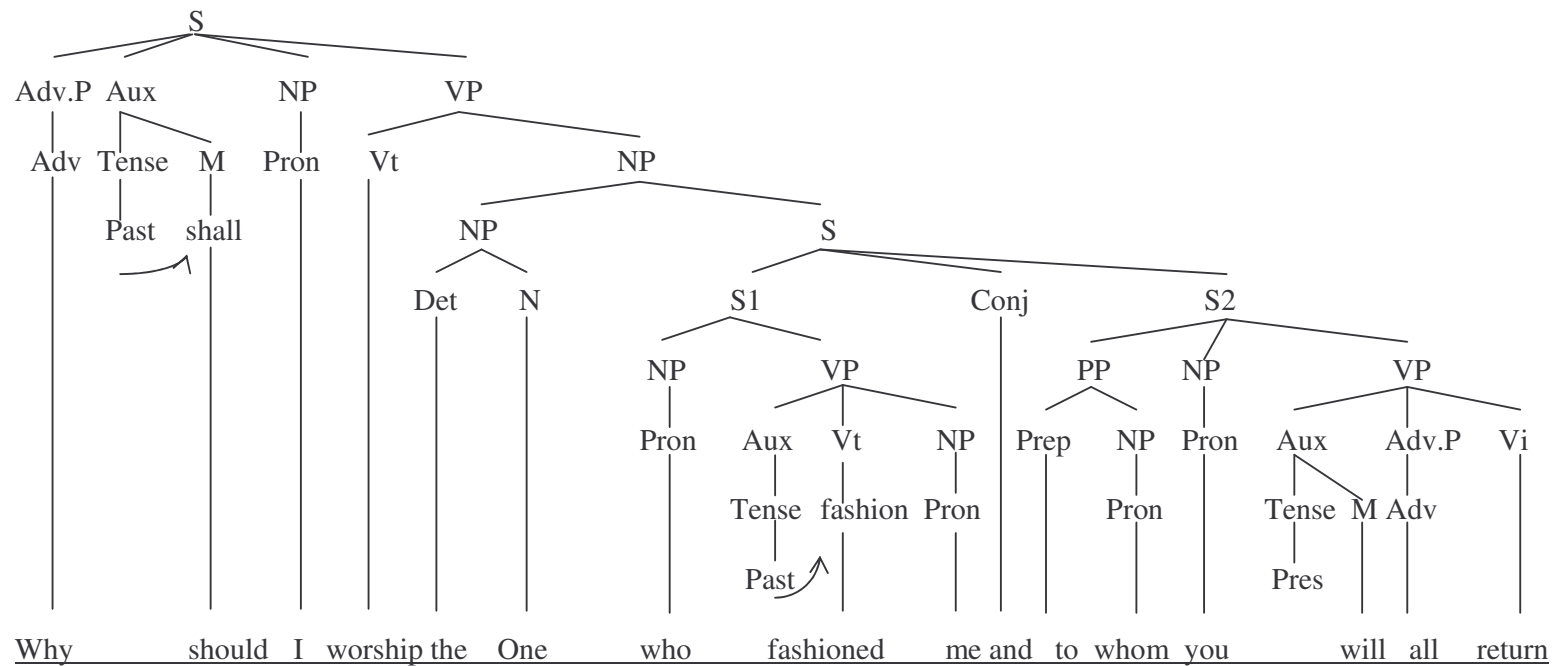 S
Adv.P Aux NP VP
Adv Tense M Pron Vt NP
Past shall NP S
Det N S1 Conj S2
NP VP PP NP VP
Pron Aux Vt NP Prep NP Pron Aux Adv.P Vi
Tense fashion Pron Pron Tense M Adv
Past Pres
Why should I worship the One who fashioned me and to whom you will all return